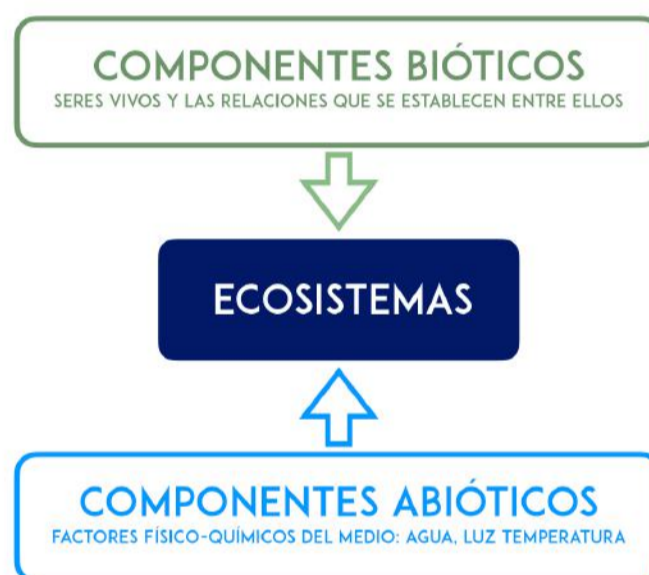 COMPONENTES BIÓTICOS
SERES VIVOS Y LAS RELACIONES QUE SE ESTABLECEN ENTRE ELLOS
ECOSISTEMAS
COMPONENTES ABIÓTICOS
FACTORES FÍSICO-QUÍMICOS DEL MEDIO: AGUA, LUZ TEMPERATURA